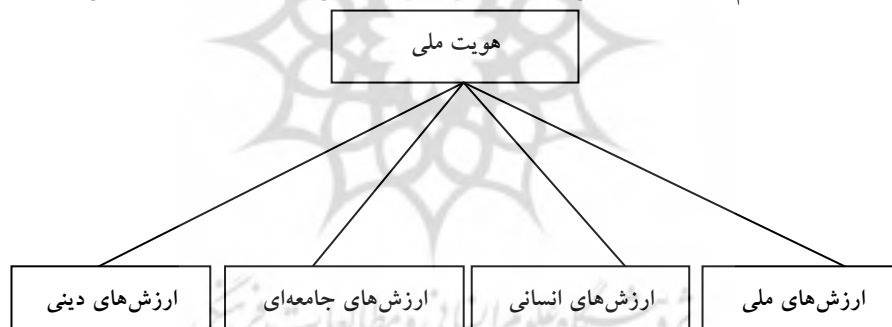 هویت ملی
ارزش‌های ملی
ارزش‌های انسانی
ارزش‌های جامعه‌ای
ارزش‌های دینی